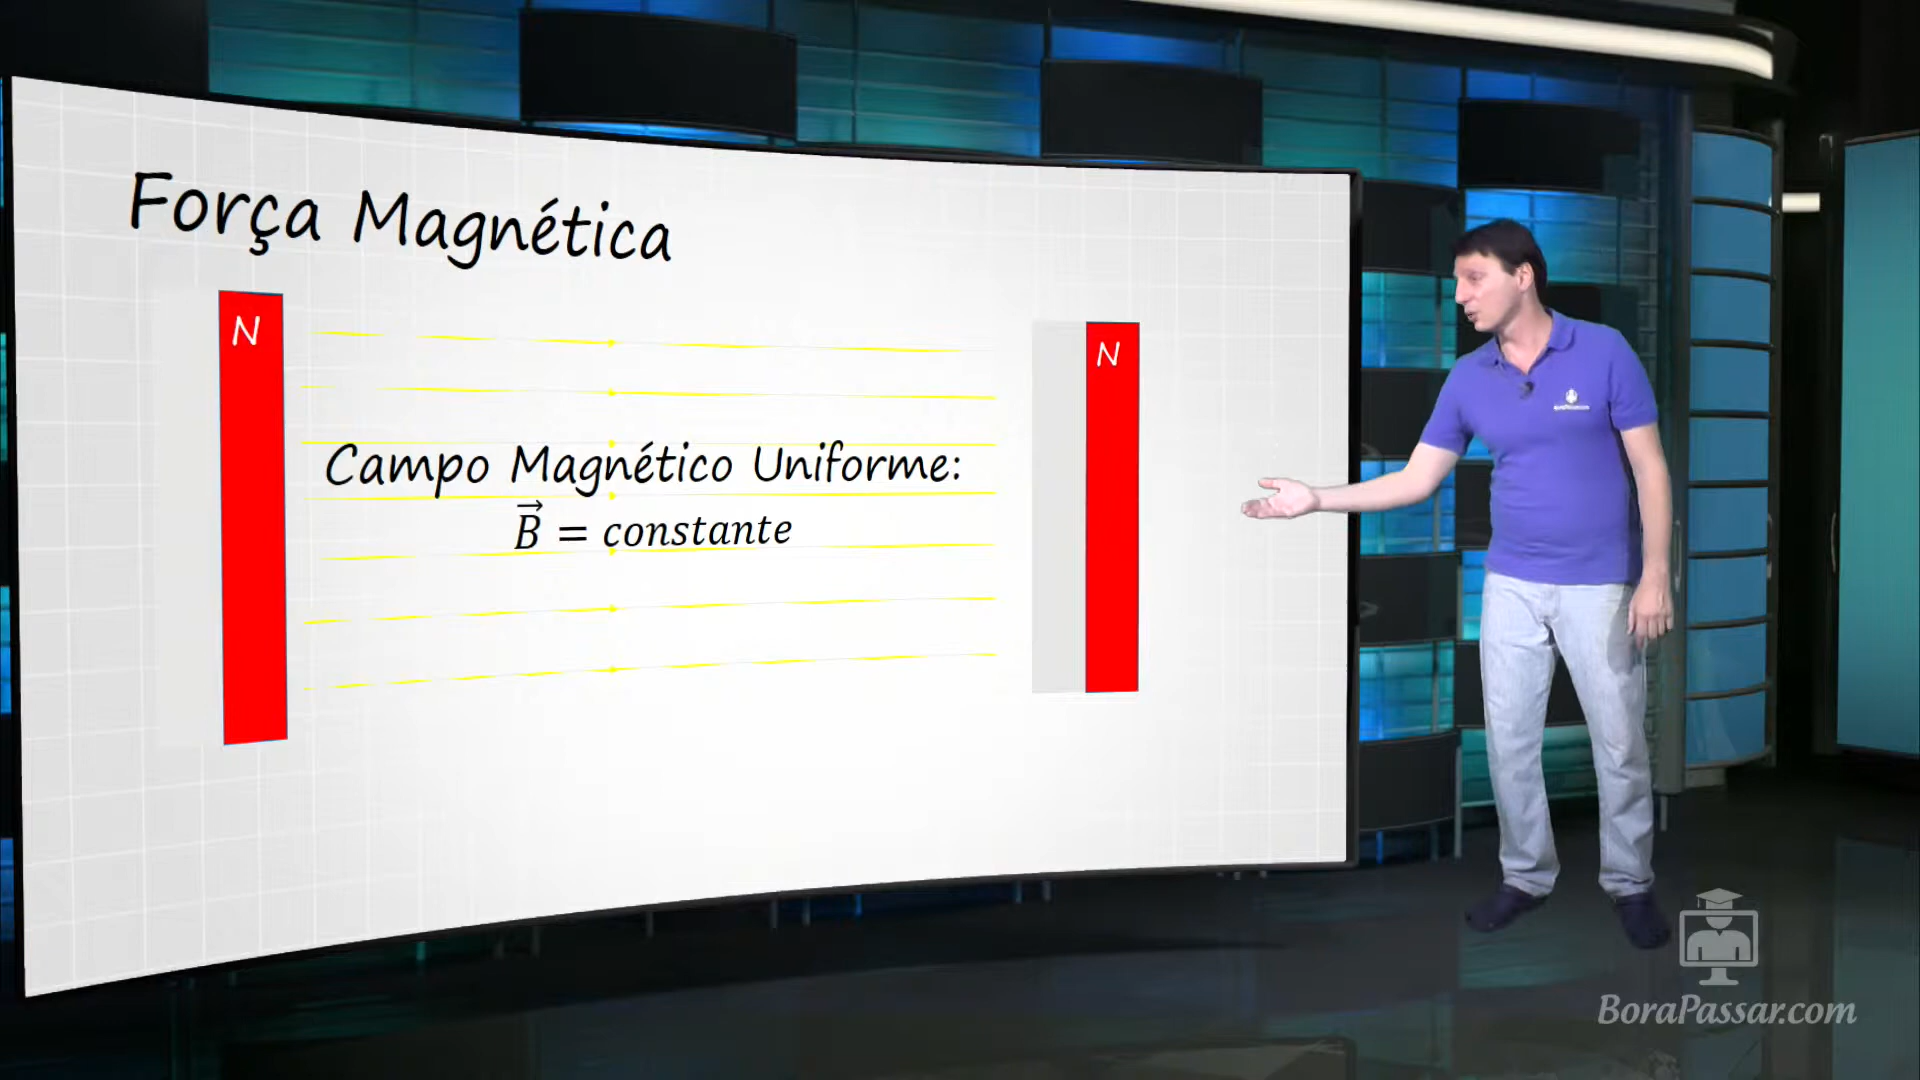 Força Magnética
N
N
Campo Magnético Uniforme:
B⃗ = constante
BoraPassar.com